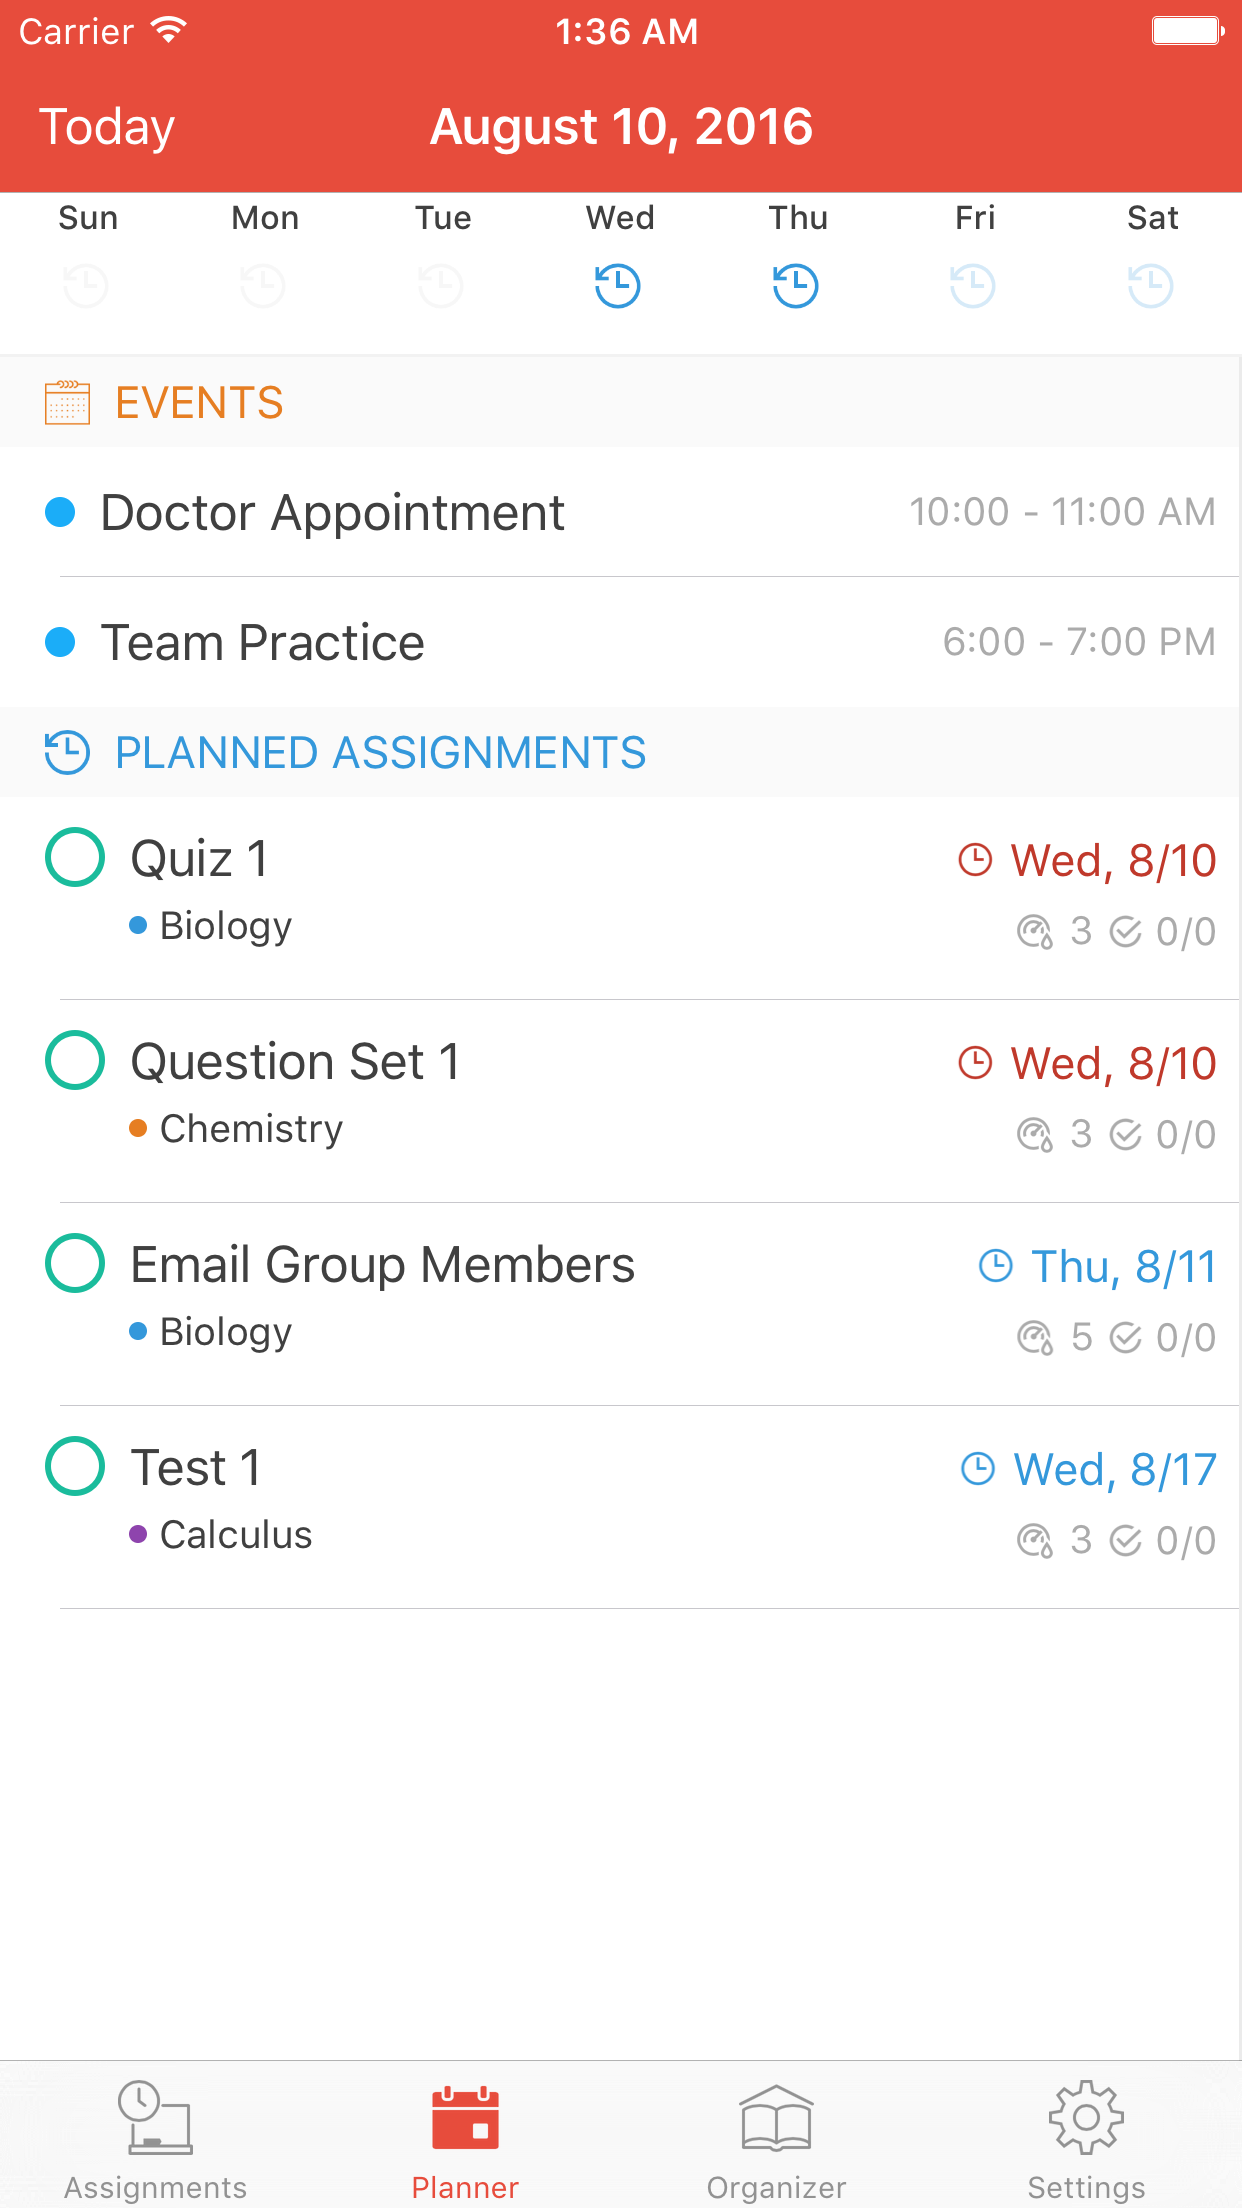 Carrier 1:36 AM
Today August 10, 2016
Sun Mon Tue Wed Thu Fri Sat
EVENTS
Doctor Appointment 10:00 - 11:00 AM
Team Practice 6:00 - 7:00 PM
PLANNED ASSIGNMENTS
Quiz 1 Wed, 8/10
Biology 3 0/0
Question Set 1 Wed, 8/10
Chemistry 3 0/0
Email Group Members Thu, 8/11
Biology 5 0/0
Test 1 Wed, 8/17
Calculus 3 0/0
Assignments Planner Organizer Settings